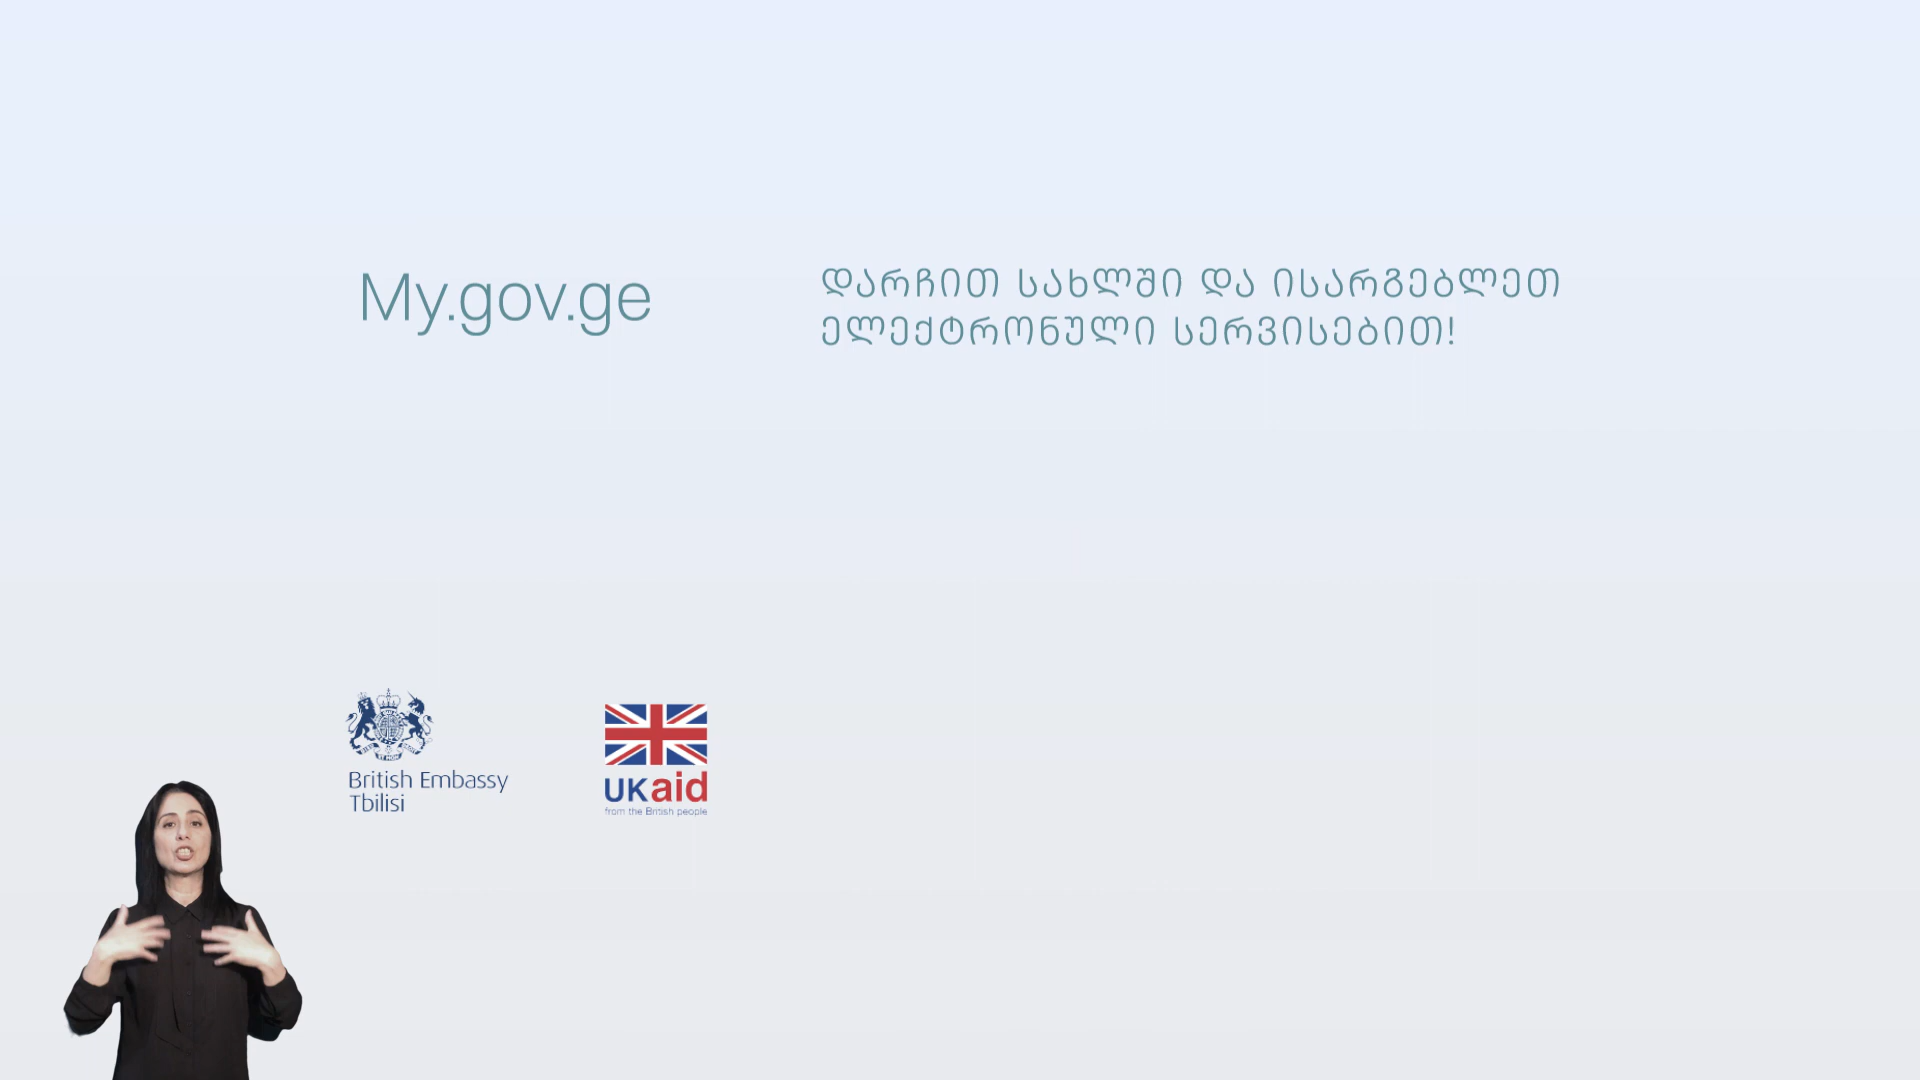 My.gov.ge
დარჩით სახლში და ისარგებლეთ
ელექტრონული სერვისებით!
British Embassy
Tbilisi
UKaid
from the British people